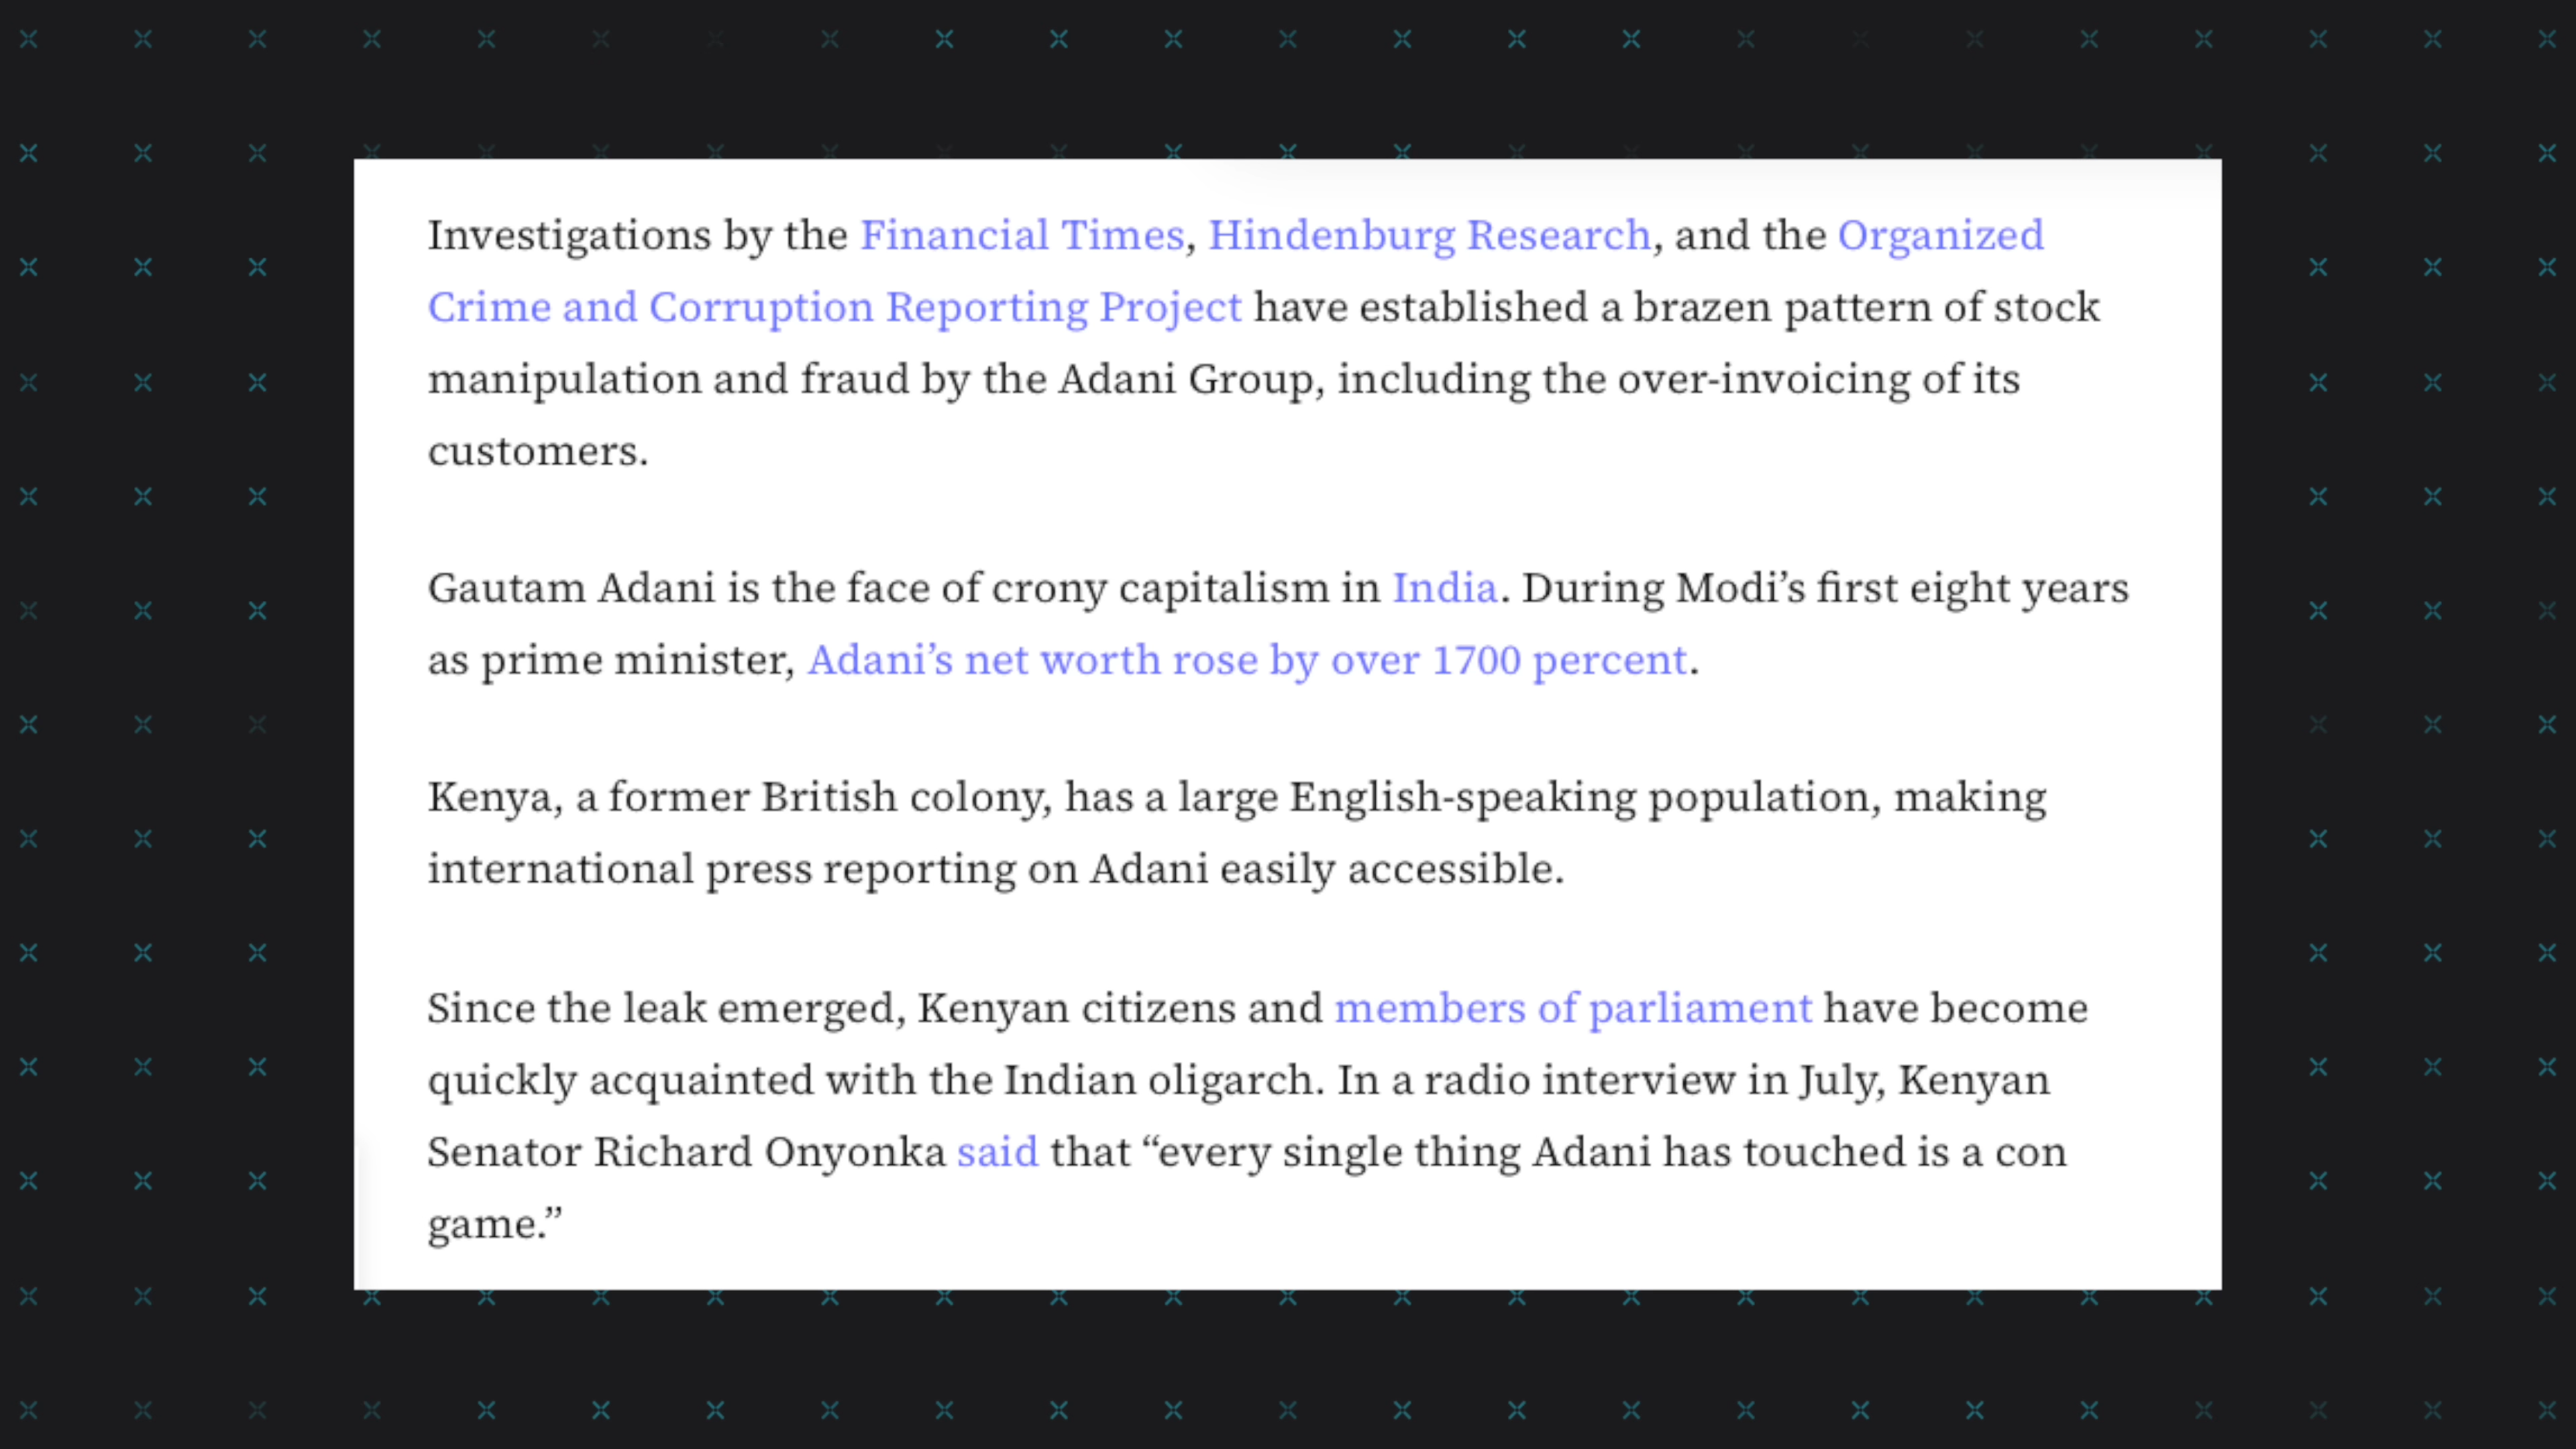 Investigations by the Financial Times, Hindenburg Research, and the Organized
Crime and Corruption Reporting Project have established a brazen pattern of stock
manipulation and fraud by the Adani Group, including the over-invoicing of its
customers.
Gautam Adani is the face of crony capitalism in India. During Modi’s first eight years
as prime minister, Adani’s net worth rose by over 1700 percent.
Kenya, a former British colony, has a large English-speaking population, making
international press reporting on Adani easily accessible.
Since the leak emerged, Kenyan citizens and members of parliament have become
quickly acquainted with the Indian oligarch. In a radio interview in July, Kenyan
Senator Richard Onyonka said that “every single thing Adani has touched is a con
game.”